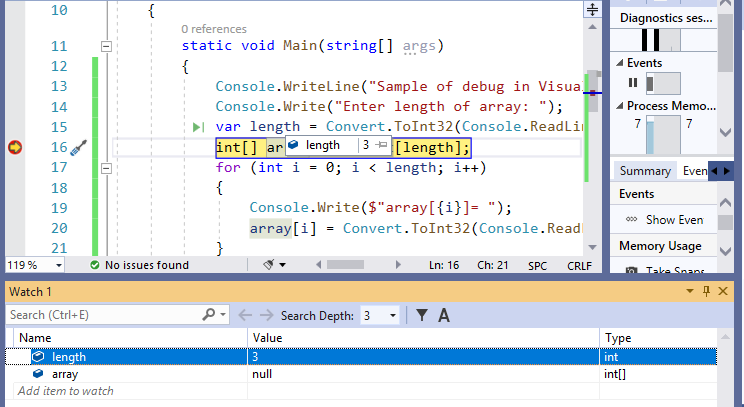 10 {
0 references
11 static void Main(string[] args)
12 {
13 Console.WriteLine("Sample of debug in Visua
14 Console.Write("Enter length of array: ");
15 var length = Convert.ToInt32(Console.ReadLin
16 int[] ar length 3 [length];
17 for (int i = 0; i < length; i++)
18 {
19 Console.Write($"array[{i}]= ");
20 array[i] = Convert.ToInt32(Console.ReadL
21 }
119 % No issues found Ln: 16 Ch: 21 SPC CRLF
Diagnostics ses...
Events
Process Memo...
7 7
Summary Even
Events
Show Even
Memory Usage
Take Snaps
Watch 1
Search (Ctrl+E) Search Depth: 3 A
Name Value Type
length 3 int
array null int[]
Add item to watch